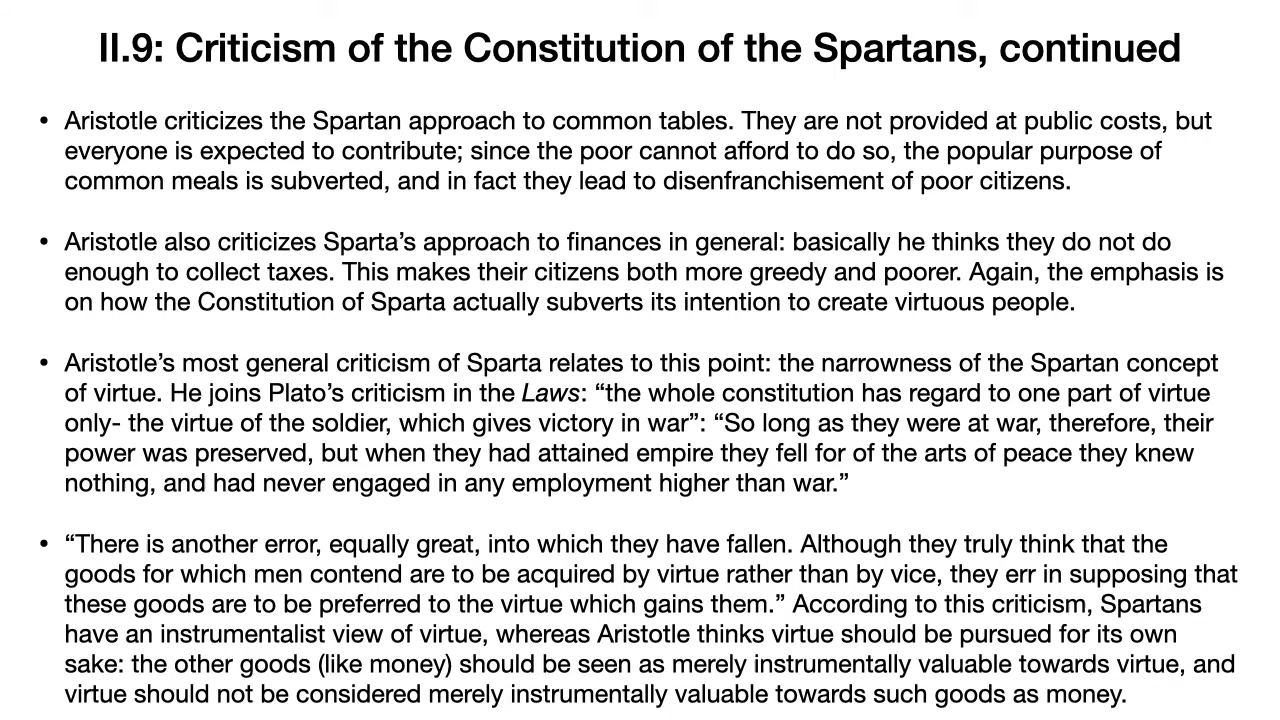 II.9: Criticism of the Constitution of the Spartans, continued
• Aristotle criticizes the Spartan approach to common tables. They are not provided at public costs, but
everyone is expected to contribute; since the poor cannot afford to do so, the popular purpose of
common meals is subverted, and in fact they lead to disenfranchisement of poor citizens.
• Aristotle also criticizes Sparta’s approach to finances in general: basically he thinks they do not do
enough to collect taxes. This makes their citizens both more greedy and poorer. Again, the emphasis is
on how the Constitution of Sparta actually subverts its intention to create virtuous people.
• Aristotle’s most general criticism of Sparta relates to this point: the narrowness of the Spartan concept
of virtue. He joins Plato’s criticism in the Laws: “the whole constitution has regard to one part of virtue
only- the virtue of the soldier, which gives victory in war”: “So long as they were at war, therefore, their
power was preserved, but when they had attained empire they fell for of the arts of peace they knew
nothing, and had never engaged in any employment higher than war.”
• “There is another error, equally great, into which they have fallen. Although they truly think that the
goods for which men contend are to be acquired by virtue rather than by vice, they err in supposing that
these goods are to be preferred to the virtue which gains them.” According to this criticism, Spartans
have an instrumentalist view of virtue, whereas Aristotle thinks virtue should be pursued for its own
sake: the other goods (like money) should be seen as merely instrumentally valuable towards virtue, and
virtue should not be considered merely instrumentally valuable towards such goods as money.